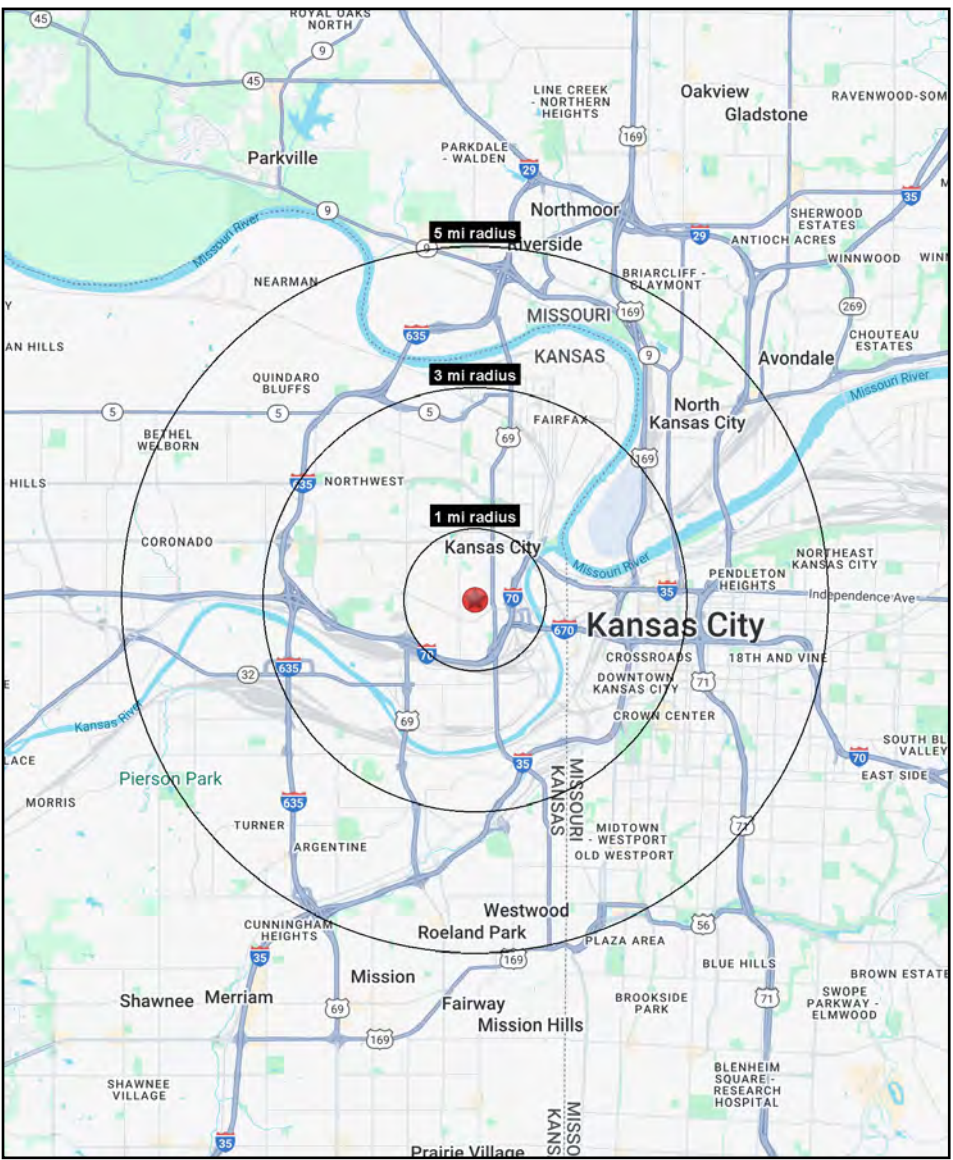 45
ROYAL OAKS
NORTH
9
45
LINE CREEK
- NORTHERN
HEIGHTS
Oakview
Gladstone
RAVENWOOD-SOM
169
Parkville
PARKDALE
- WALDEN
29
35
9
Northmoor
SHERWOOD
ESTATES
Missouri River
5 mi radius
9
Riverside
29
ANTIOCH ACRES
WINNWOOD
WINN
NEARMAN
BRIARCLIFF -
CLAYMONT
Y
MISSOURI
169
269
635
AN HILLS
KANSAS
9
Avondale
CHOUTEAU
ESTATES
3 mi radius
QUINDARO
BLUFFS
Missouri River
5
5
5
FAIRFAX
North
Kansas City
BETHEL
WELBORN
69
169
HILLS
635
NORTHWEST
1 mi radius
CORONADO
Kansas City
Missouri River
NORTHEAST
KANSAS CITY
PENDLETON
HEIGHTS
70
35
Independence Ave
670
Kansas City
70
CROSSROADS
18TH AND VINE
635
32
E
DOWNTOWN
KANSAS CITY
71
Kansas River
69
CROWN CENTER
LACE
35
SOUTH BL
VALLEY
70
Pierson Park
MISSOURI
KANSAS
EAST SIDE
MORRIS
635
TURNER
ARGENTINE
MIDTOWN
- WESTPORT
71
OLD WESTPORT
CUNNINGHAM
HEIGHTS
Westwood
Roeland Park
56
PLAZA AREA
35
169
BLUE HILLS
Mission
BROWN ESTATE
Shawnee
Merriam
69
Fairway
BROOKSIDE
PARK
71
SWOPE
PARKWAY -
ELMWOOD
Mission Hills
169
SHAWNEE
VILLAGE
BLENHEIM
SQUARE -
RESEARCH
HOSPITAL
MISSO
KANS
35
Prairie Village